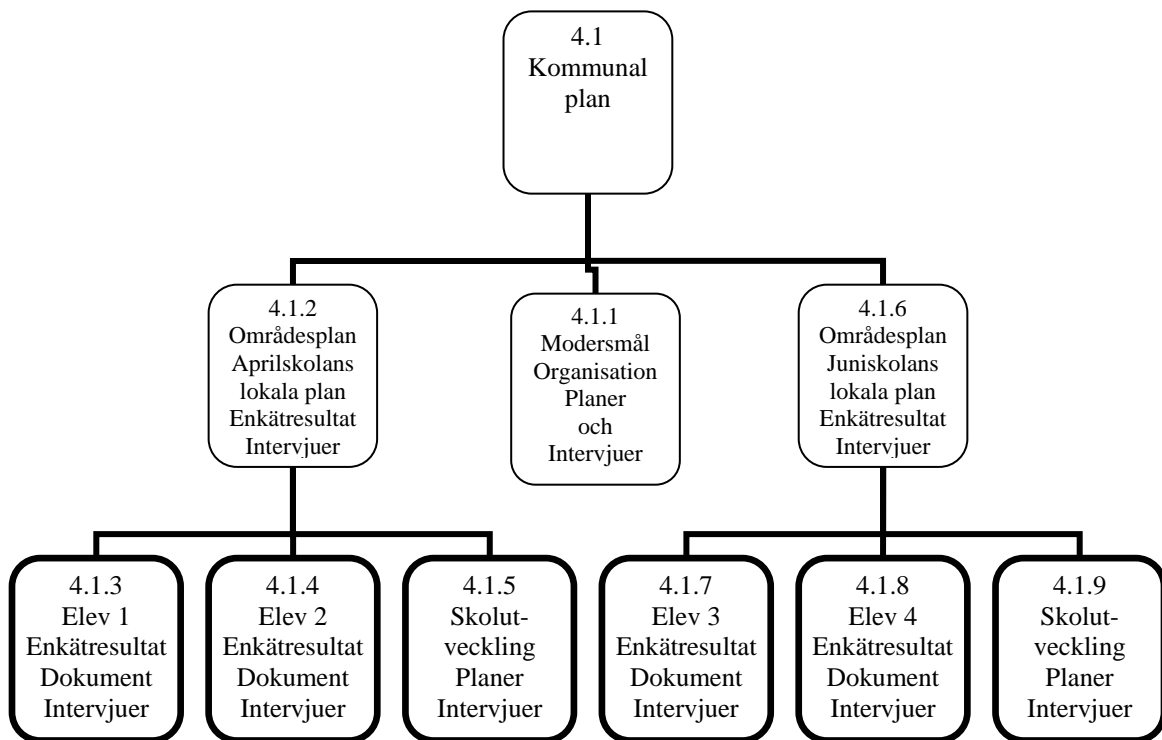 4.1
Kommunal
plan
4.1.2
Områdesplan
Aprilskolans
lokala plan
Enkätresultat
Intervjuer
4.1.1
Modersmål
Organisation
Planer
och
Intervjuer
4.1.6
Områdesplan
Juniskolans
lokala plan
Enkätresultat
Intervjuer
4.1.3
Elev 1
Enkätresultat
Dokument
Intervjuer
4.1.4
Elev 2
Enkätresultat
Dokument
Intervjuer
4.1.5
Skolut-
veckling
Planer
Intervjuer
4.1.7
Elev 3
Enkätresultat
Dokument
Intervjuer
4.1.8
Elev 4
Enkätresultat
Dokument
Intervjuer
4.1.9
Skolut-
veckling
Planer
Intervjuer